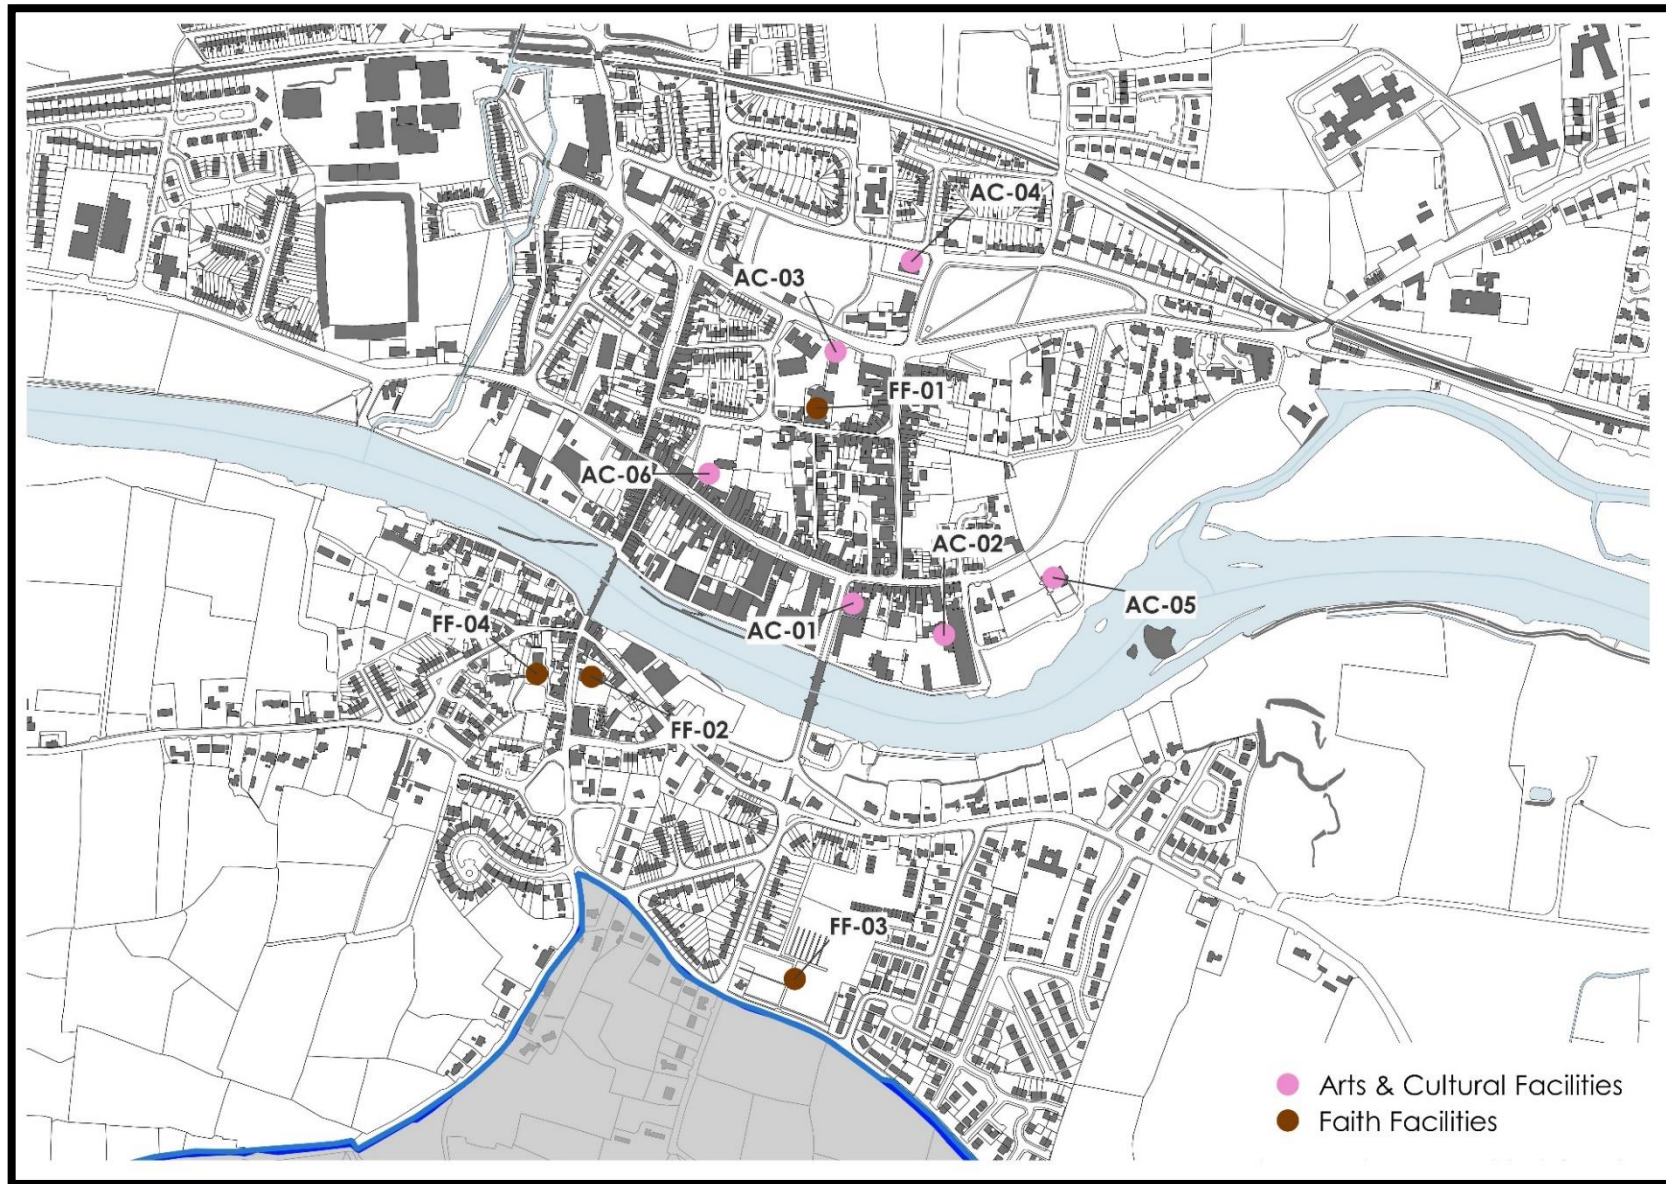 AC-04
AC-03
FF-01
AC-06
AC-02
AC-05
AC-01
FF-04
FF-02
FF-03
Arts & Cultural Facilities
Faith Facilities